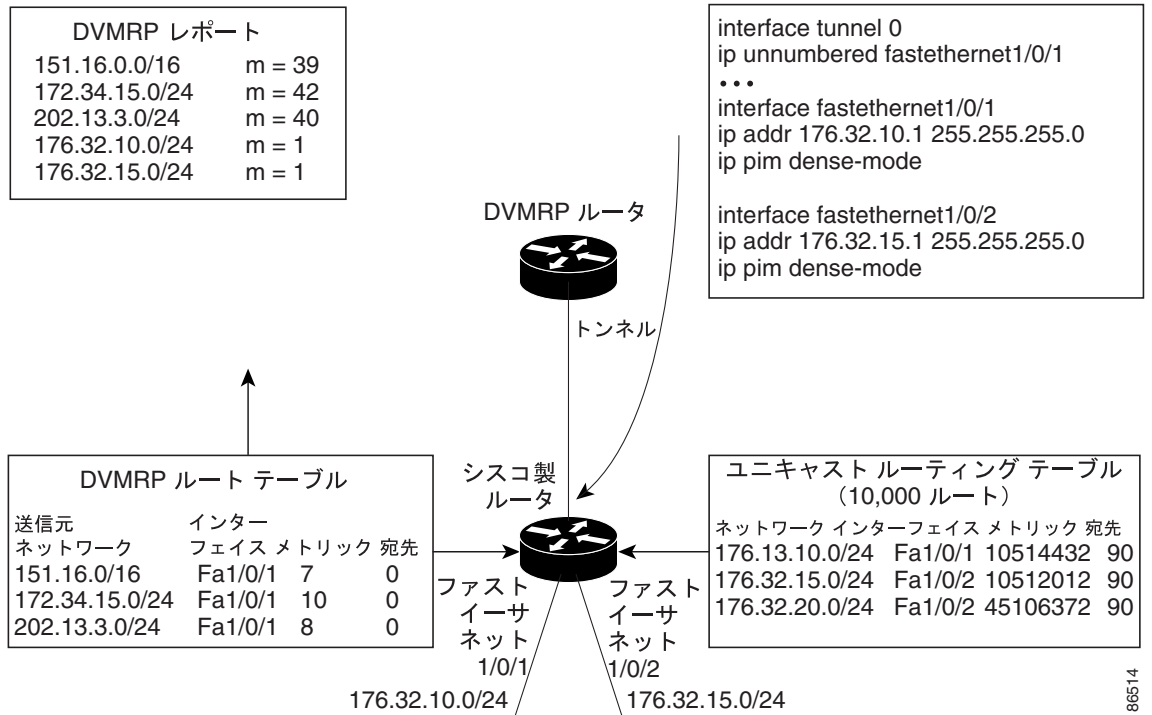 DVMRP レポート
151.16.0.0/16 m = 39
172.34.15.0/24 m = 42
202.13.3.0/24 m = 40
176.32.10.0/24 m = 1
176.32.15.0/24 m = 1
interface tunnel 0
ip unnumbered fastethernet1/0/1
• • •
interface fastethernet1/0/1
ip addr 176.32.10.1 255.255.255.0
ip pim dense-mode
interface fastethernet1/0/2
ip addr 176.32.15.1 255.255.255.0
ip pim dense-mode
DVMRP ルータ
トンネル
DVMRP ルート テーブル
送信元 インター
ネットワーク フェイス メトリック 宛先
151.16.0/16 Fa1/0/1 7 0
172.34.15.0/24 Fa1/0/1 10 0
202.13.3.0/24 Fa1/0/1 8 0
シスコ製
ルータ
ユニキャスト ルーティング テーブル
（10,000 ルート）
ネットワーク インターフェイス メトリック 宛先
176.13.10.0/24 Fa1/0/1 10514432 90
176.32.15.0/24 Fa1/0/2 10512012 90
176.32.20.0/24 Fa1/0/2 45106372 90
ファスト
イーサ
ネット
1/0/1
ファスト
イーサ
ネット
1/0/2
176.32.10.0/24
176.32.15.0/24
86514